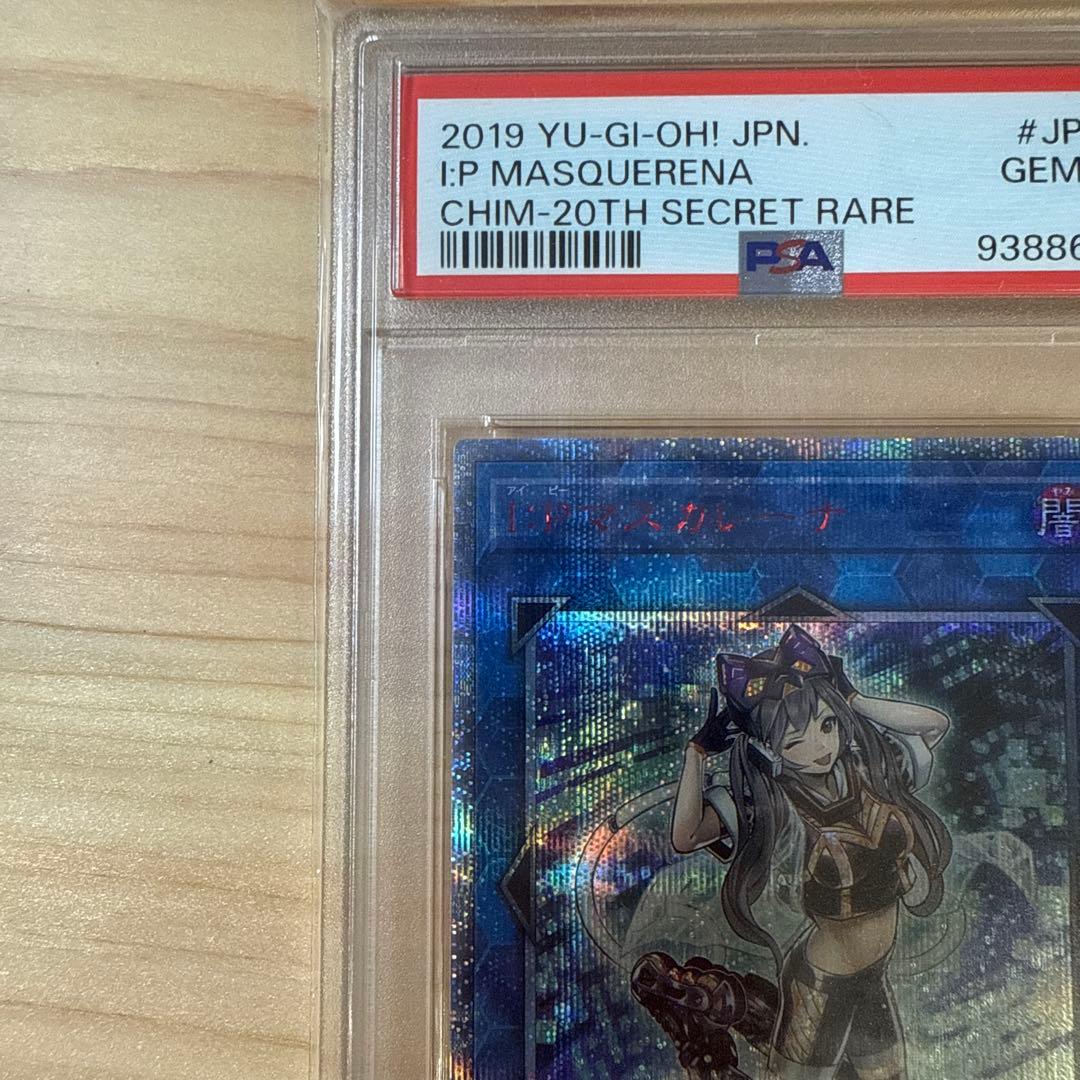 2019 YU-GI-OH! JPN. #JP
I:P MASQUERENA GEM
CHIM-20TH SECRET RARE
PSA 93886
アイ:ピー
I:Pマスカレーナ
闇